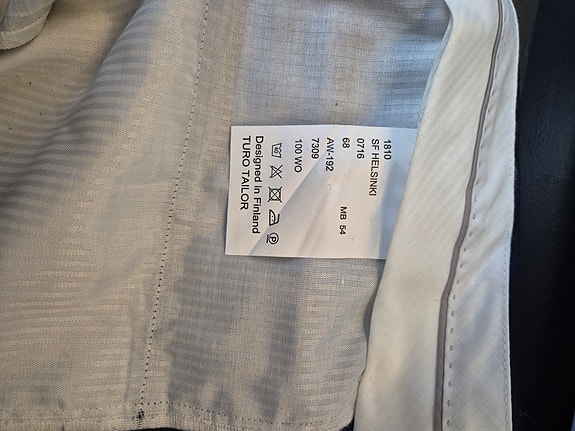 1810
SF HELSINKI
0716
68 MB 54
AW-192
7309
100 WO
Designed in Finland
TURO TAILOR